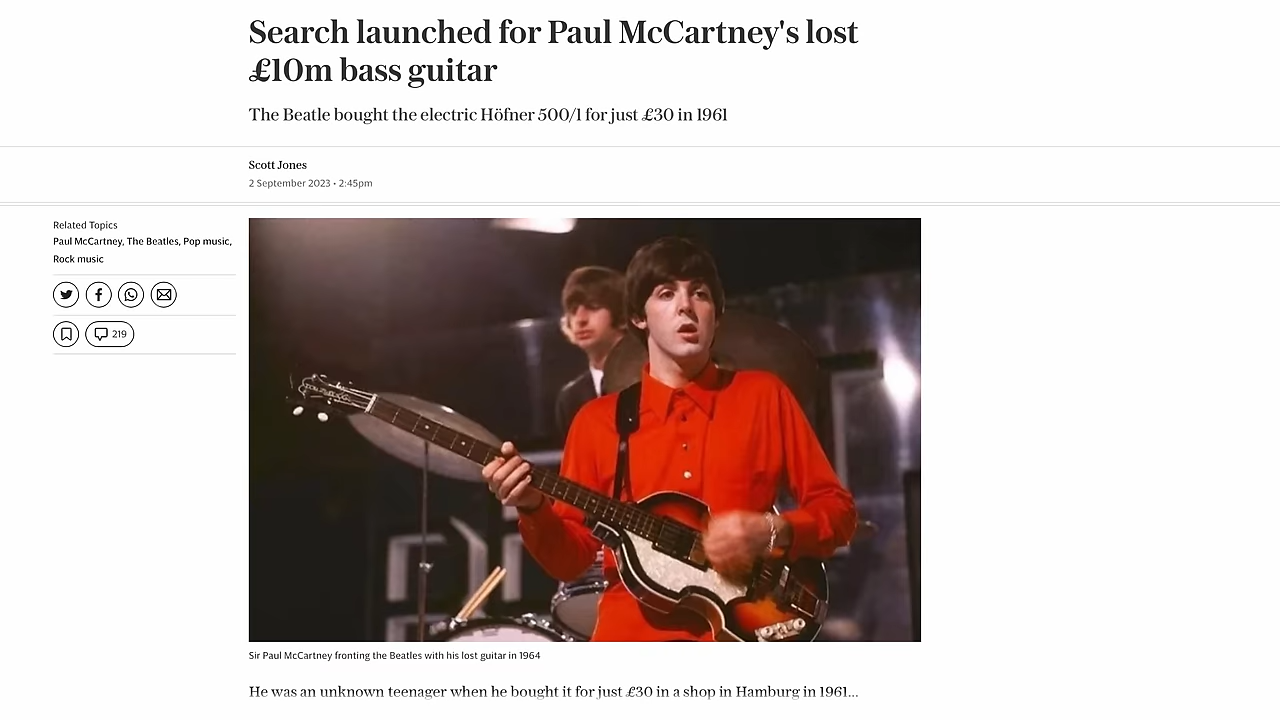 Search launched for Paul McCartney's lost
£10m bass guitar
The Beatle bought the electric Höfner 500/1 for just £30 in 1961
Scott Jones
2 September 2023 • 2:45pm
Related Topics
Paul McCartney, The Beatles, Pop music,
Rock music
219
Sir Paul McCartney fronting the Beatles with his lost guitar in 1964
He was an unknown teenager when he bought it for just £30 in a shop in Hamburg in 1961...